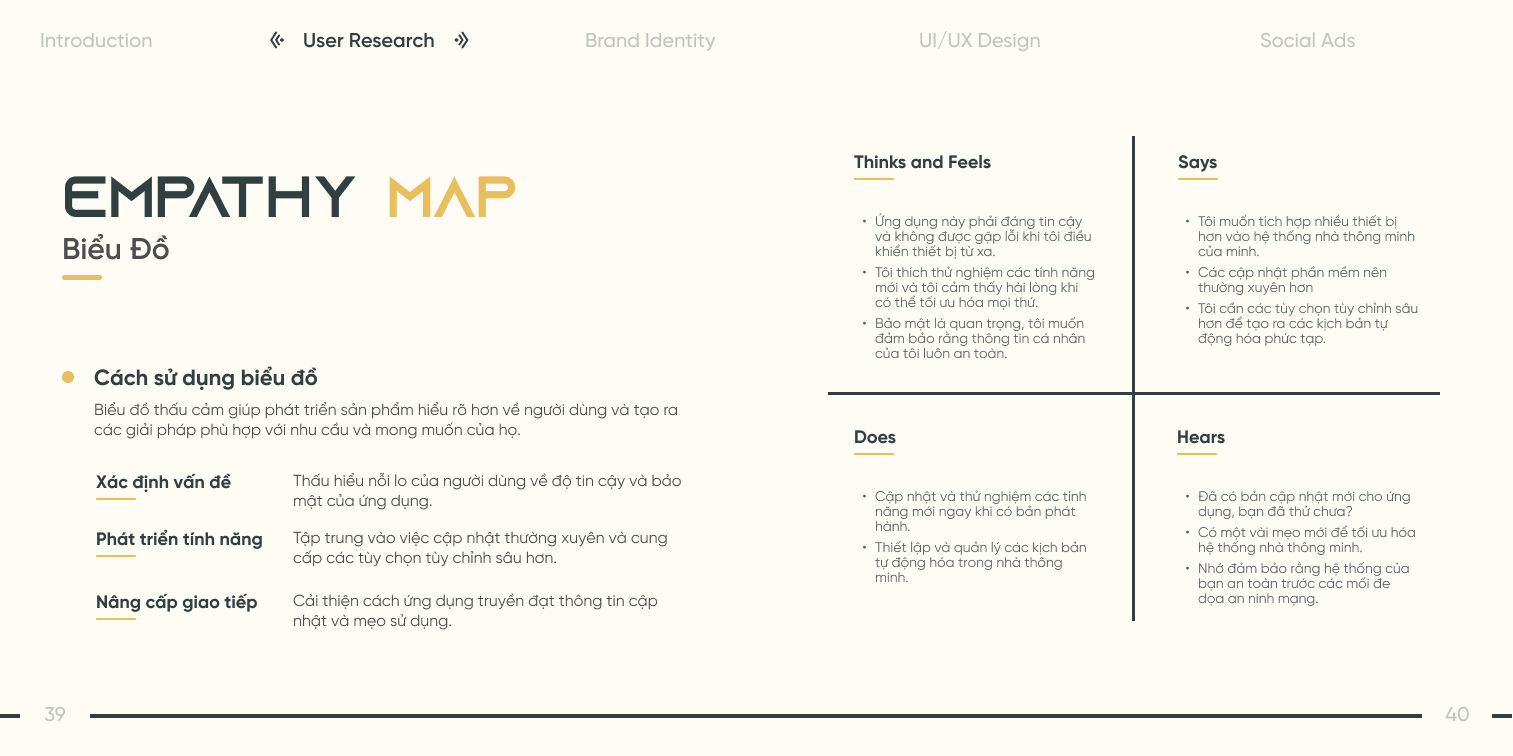 Introduction
User Research
Brand Identity
UI/UX Design
Social Ads
EMPATHY MAP
Biểu Đồ
Cách sử dụng biểu đồ
Biểu đồ thấu cảm giúp phát triển sản phẩm hiểu rõ hơn về người dùng và tạo ra
các giải pháp phù hợp với nhu cầu và mong muốn của họ.
Xác định vấn đề
Thấu hiểu nỗi lo của người dùng về độ tin cậy và bảo
mật của ứng dụng.
Phát triển tính năng
Tập trung vào việc cập nhật thường xuyên và cung
cấp các tùy chọn tùy chỉnh sâu hơn.
Nâng cấp giao tiếp
Cải thiện cách ứng dụng truyền đạt thông tin cập
nhật và mẹo sử dụng.
Thinks and Feels
• Ứng dụng này phải đáng tin cậy
và không được gặp lỗi khi tôi điều
khiển thiết bị từ xa.
• Tôi thích thử nghiệm các tính năng
mới và tôi cảm thấy hài lòng khi
có thể tối ưu hóa mọi thứ.
• Bảo mật là quan trọng, tôi muốn
đảm bảo rằng thông tin cá nhân
của tôi luôn an toàn.
Says
• Tôi muốn tích hợp nhiều thiết bị
hơn vào hệ thống nhà thông minh
của mình.
• Các cập nhật phần mềm nên
thường xuyên hơn
• Tôi cần các tùy chọn tùy chỉnh sâu
hơn để tạo ra các kịch bản tự
động hóa phức tạp.
Does
• Cập nhật và thử nghiệm các tính
năng mới ngay khi có bản phát
hành.
• Thiết lập và quản lý các kịch bản
tự động hóa trong nhà thông
minh.
Hears
• Đã có bản cập nhật mới cho ứng
dụng, bạn đã thử chưa?
• Có một vài mẹo mới để tối ưu hóa
hệ thống nhà thông minh.
• Nhớ đảm bảo rằng hệ thống của
bạn an toàn trước các mối đe
dọa an ninh mạng.
39
40